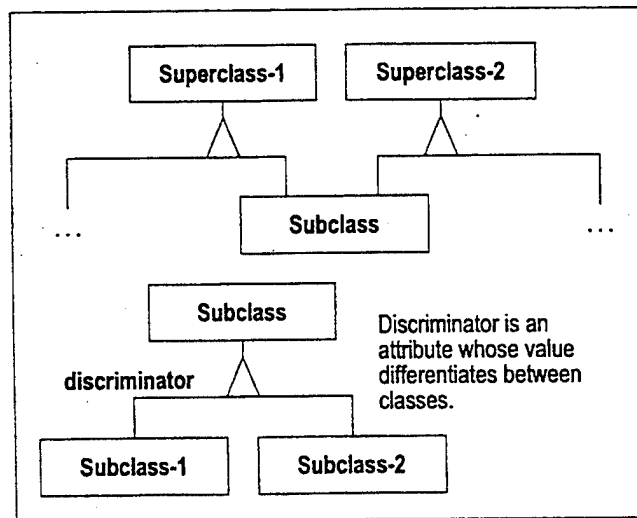 Superclass-1 Superclass-2
... Subclass ...
Subclass
Discriminator is an
attribute whose value
discriminator differentiates between
classes.
Subclass-1 Subclass-2